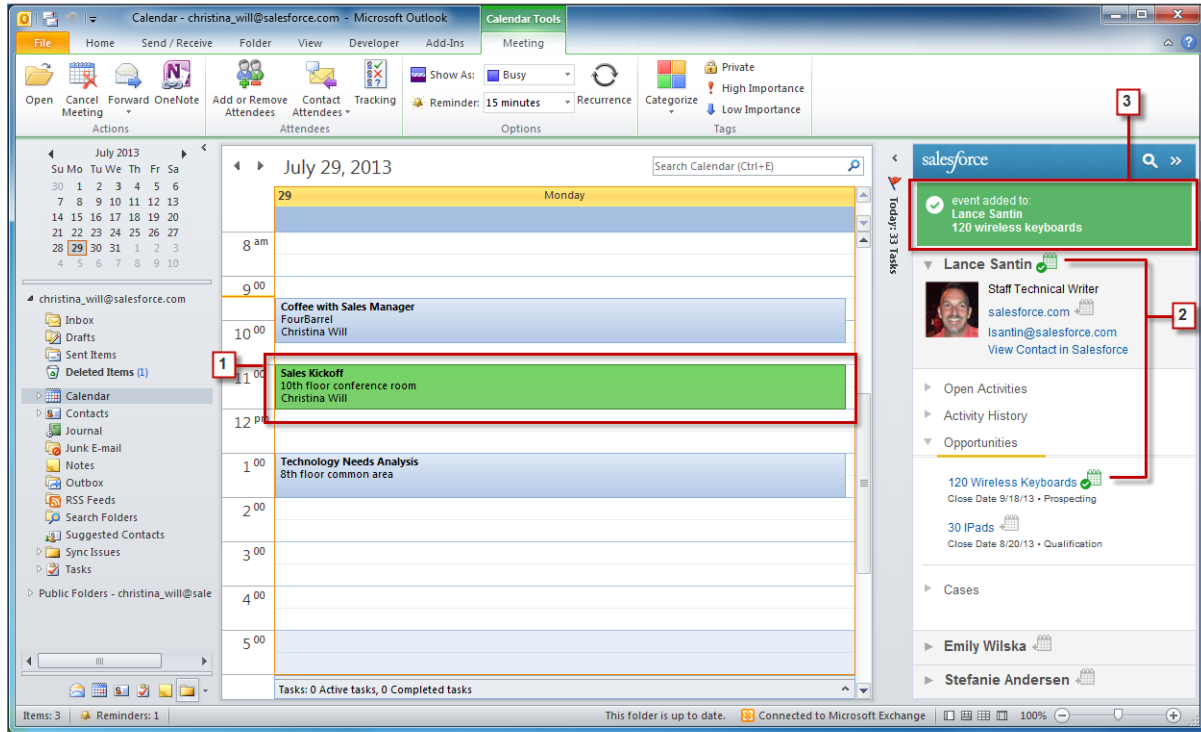 Calendar - christina_will@salesforce.com - Microsoft Outlook
Calendar Tools
File Home Send / Receive Folder View Developer Add-Ins Meeting
Open
Cancel Meeting
Forward
OneNote
Actions
Add or Remove Attendees
Contact Attendees
Tracking
Attendees
Show As: Busy
Reminder: 15 minutes
Recurrence
Options
Categorize
Private
High Importance
Low Importance
Tags
3
July 2013
Su Mo Tu We Th Fr Sa
30 1 2 3 4 5 6
7 8 9 10 11 12 13
14 15 16 17 18 19 20
21 22 23 24 25 26 27
28 29 30 31 1 2 3
4 5 6 7 8 9 10
christina_will@salesforce.com
Inbox
Drafts
Sent Items
Deleted Items (1)
Calendar
Contacts
Journal
Junk E-mail
Notes
Outbox
RSS Feeds
Search Folders
Suggested Contacts
Sync Issues
Tasks
Public Folders - christina_will@sale
July 29, 2013
Search Calendar (Ctrl+E)
29 Monday
8 am
9 00
Coffee with Sales Manager
FourBarrel
10 00 Christina Will
1
11 00 Sales Kickoff
10th floor conference room
Christina Will
12 pm
1 00 Technology Needs Analysis
8th floor common area
2 00
3 00
4 00
5 00
Tasks: 0 Active tasks, 0 Completed tasks
Today: 33 Tasks
salesforce
event added to:
Lance Santin
120 wireless keyboards
Lance Santin
Staff Technical Writer
salesforce.com
lsantin@salesforce.com
View Contact in Salesforce
2
Open Activities
Activity History
Opportunities
120 Wireless Keyboards
Close Date 9/18/13 • Prospecting
30 IPads
Close Date 8/20/13 • Qualification
Cases
Emily Wilska
Stefanie Andersen
Items: 3 Reminders: 1
This folder is up to date. Connected to Microsoft Exchange 100%